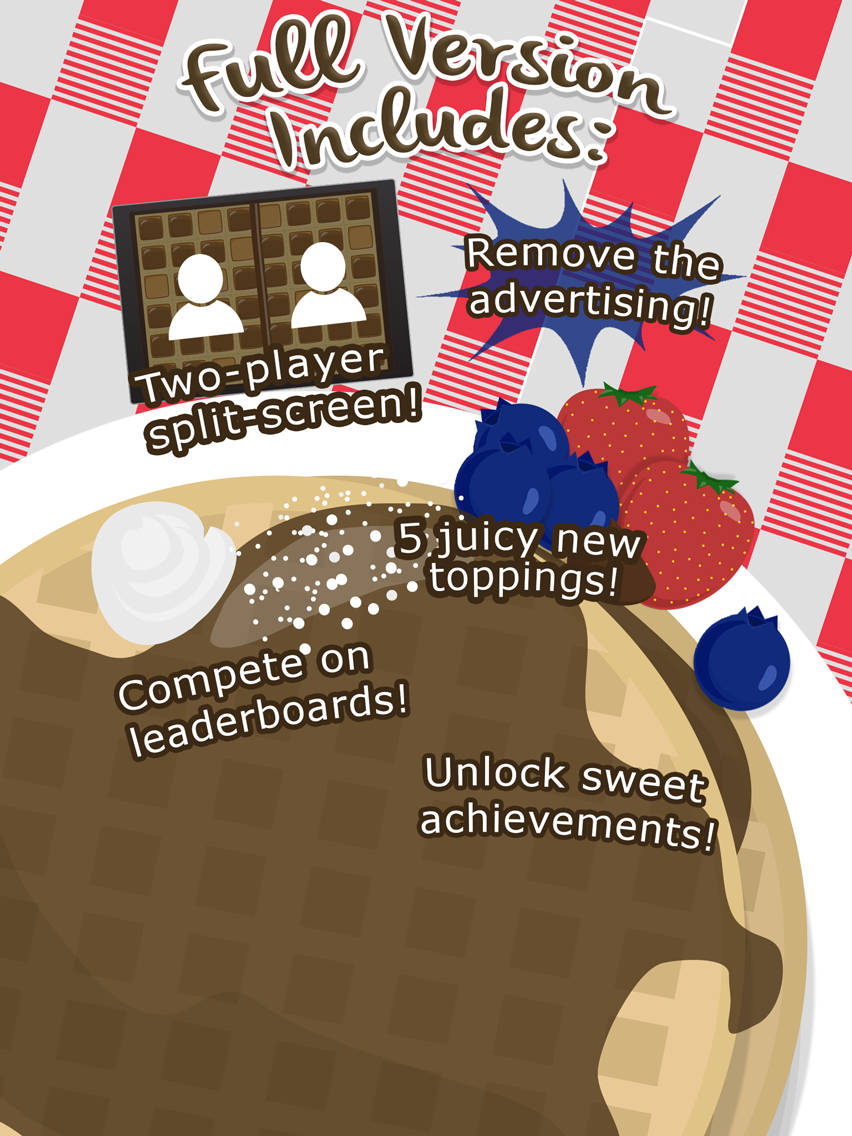 Full Version
Includes:
Remove the
advertising!
Two-player
split-screen!
5 juicy new
toppings!
Compete on
leaderboards!
Unlock sweet
achievements!